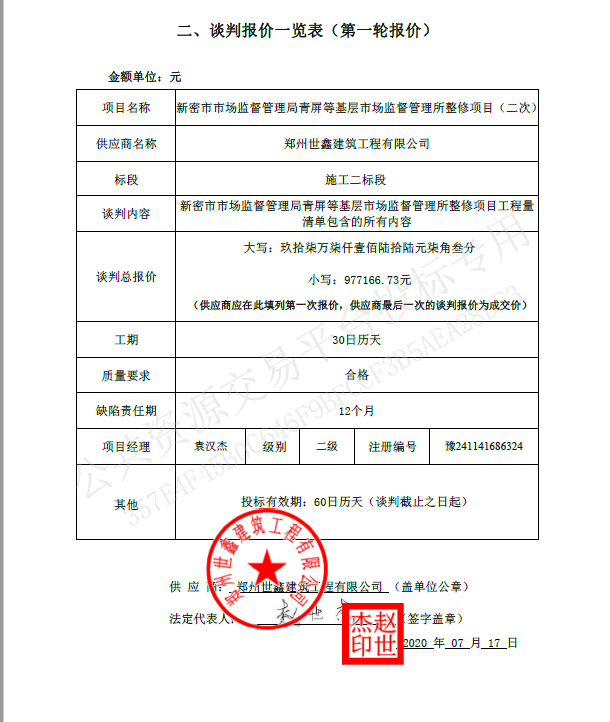 二、谈判报价一览表（第一轮报价）
金额单位：元
项目名称 新密市市场监督管理局青屏等基层市场监督管理所整修项目（二次）
供应商名称 郑州世鑫建筑工程有限公司
标段 施工二标段
谈判内容 新密市市场监督管理局青屏等基层市场监督管理所整修项目工程量
清单包含的所有内容
谈判总报价 大写：玖拾柒万柒仟壹佰陆拾陆元柒角叁分
小写：977166.73元
（供应商应在此填列第一次报价，供应商最后一次的谈判报价为成交价）
工期 30日历天
质量要求 合格
缺陷责任期 12个月
项目经理 袁汉杰 级别 二级 注册编号 豫241141686324
其他 投标有效期：60日历天（谈判截止之日起）
供 应 商：郑州世鑫建筑工程有限公司（盖单位公章）
法定代表人：（签字盖章）
2020 年 07 月 17 日
郑州世鑫建筑工程有限公司
赵世杰印
公共资源交易平台投标专用